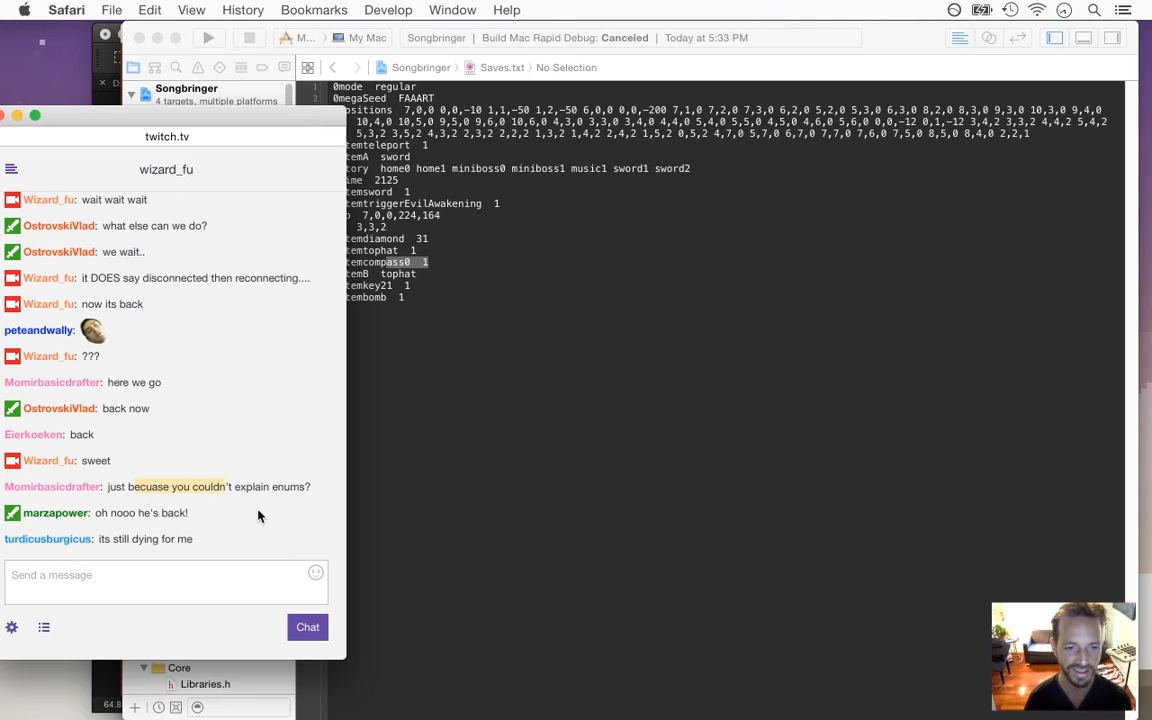 Safari File Edit View History Bookmarks Develop Window Help
M... My Mac Songbringer Build Mac Rapid Debug: Canceled Today at 5:33 PM
Songbringer Saves.txt No Selection
Songbringer
4 targets, multiple platforms
1 0mode regular
2 0megaSeed FAAART
ositions 7,0,0 0,0,-10 1,1,-50 1,2,-50 6,0,0 0,0,-200 7,1,0 7,2,0 7,3,0 6,2,0 5,2,0 5,3,0 6,3,0 8,2,0 8,3,0 9,3,0 10,3,0 9,4,0
10,4,0 10,5,0 9,5,0 9,6,0 10,6,0 4,3,0 3,3,0 3,4,0 4,4,0 5,4,0 5,5,0 4,5,0 4,6,0 5,6,0 0,0,-12 0,1,-12 3,4,2 3,3,2 4,4,2 5,4,2
5,3,2 3,5,2 4,3,2 2,3,2 2,2,2 1,3,2 1,4,2 2,4,2 1,5,2 0,5,2 4,7,0 5,7,0 6,7,0 7,7,0 7,6,0 7,5,0 8,5,0 8,4,0 2,2,1
temteleport 1
temA sword
tory home0 home1 miniboss0 miniboss1 music1 sword1 sword2
ime 2125
temsword 1
temtriggerEvilAwakening 1
7,0,0,224,164
3,3,2
temdiamond 31
temtophat 1
temcompass0 1
temB tophat
temkey21 1
tembomb 1
twitch.tv
wizard_fu
Wizard_fu: wait wait wait
OstrovskiVlad: what else can we do?
OstrovskiVlad: we wait..
Wizard_fu: it DOES say disconnected then reconnecting....
Wizard_fu: now its back
peteandwally:
Wizard_fu: ???
Momirbasicdrafter: here we go
OstrovskiVlad: back now
Eierkoeken: back
Wizard_fu: sweet
Momirbasicdrafter: just becuase you couldn't explain enums?
marzapower: oh nooo he's back!
turdicusburgicus: its still dying for me
Send a message
Chat
Core
Libraries.h
64.8